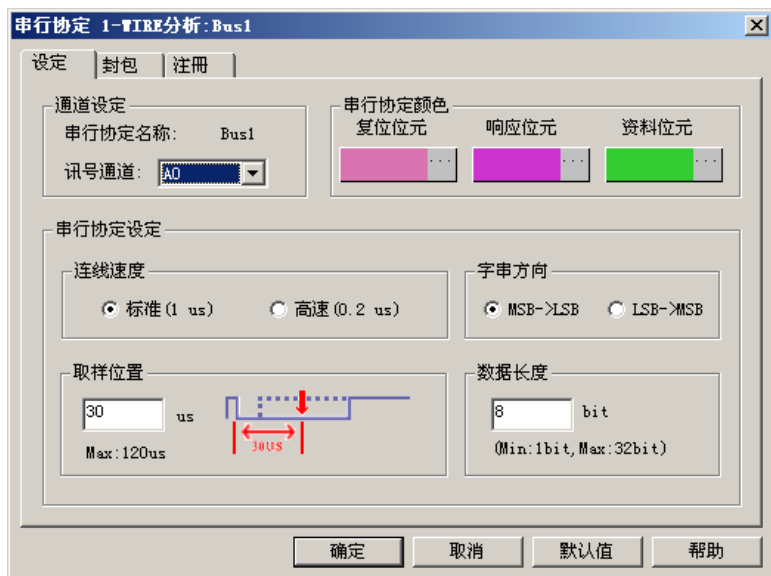 串行协定 1-WIRE分析:Bus1
设定 封包 注册
通道设定
串行协定名称: Bus1
讯号通道: A0
串行协定颜色
复位位元 响应位元 资料位元
... ... ...
串行协定设定
连线速度
标准(1 us) 高速(0.2 us)
字串方向
MSB->LSB LSB->MSB
取样位置
30 us
Max:120us
30US
数据长度
8 bit
(Min:1bit,Max:32bit)
确定 取消 默认值 帮助